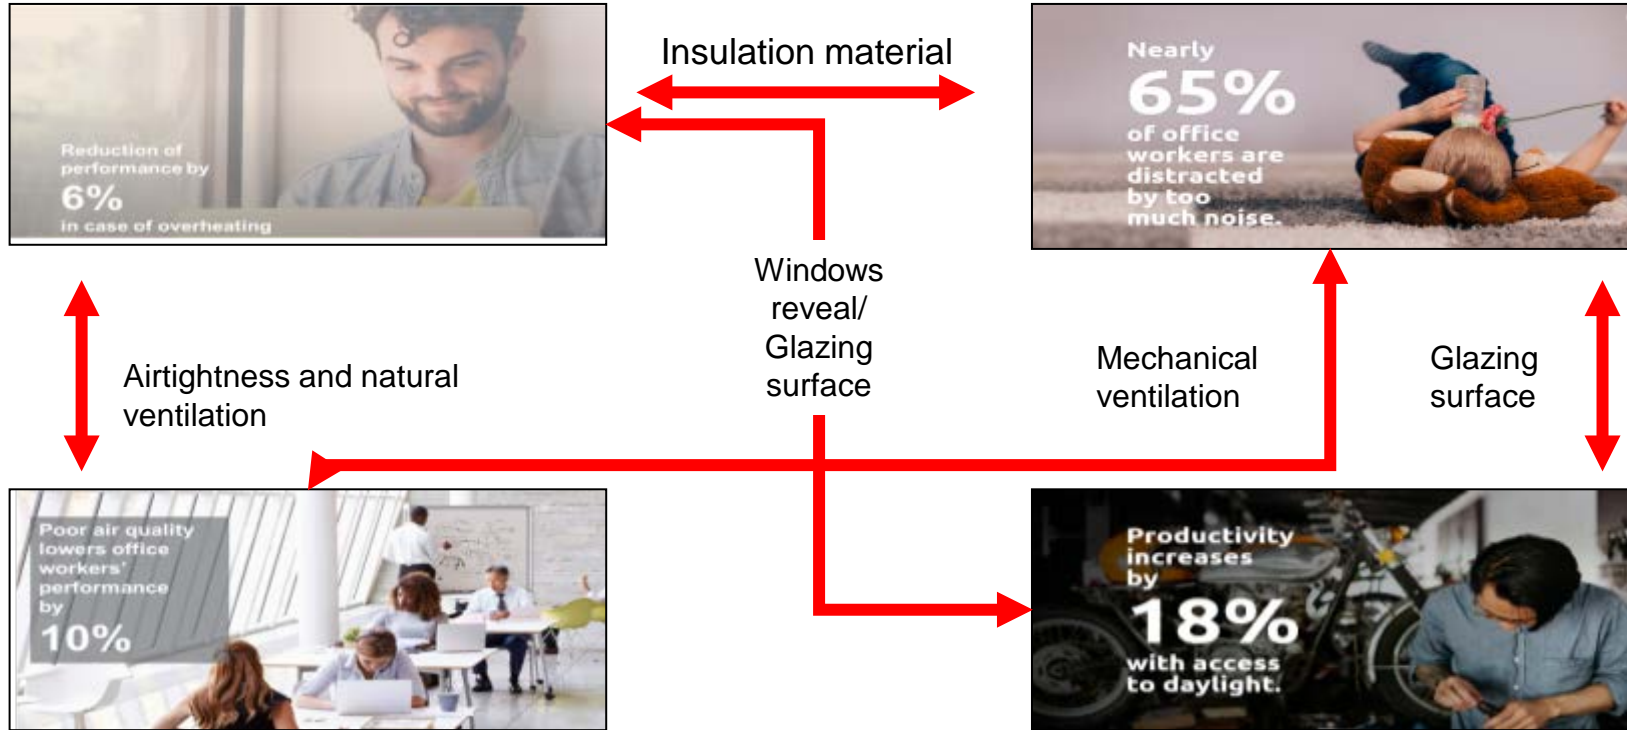 Reduction of
performance by
6%
in case of overheating
Insulation material
Nearly
65%
of office
workers are
distracted
by too
much noise.
Windows
reveal/
Glazing
surface
Airtightness and natural
ventilation
Mechanical
ventilation
Glazing
surface
Poor air quality
lowers office
workers'
performance
by
10%
Productivity
increases
by
18%
with access
to daylight.